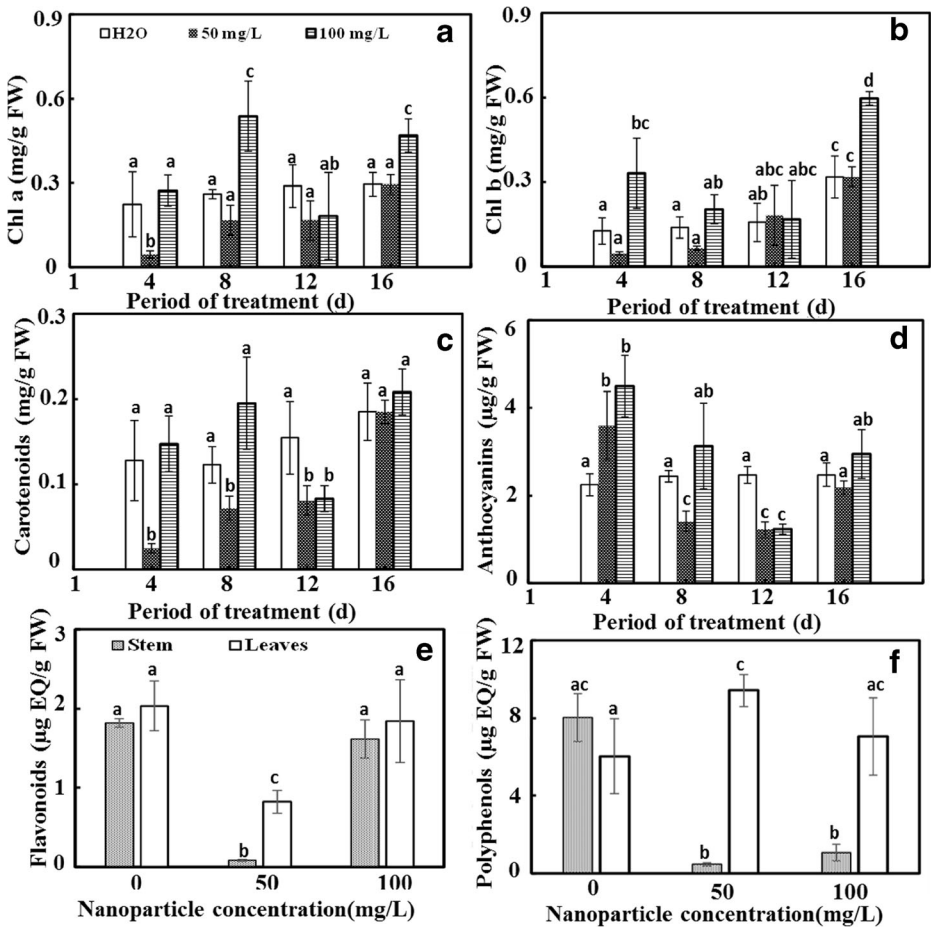 0.9
a
H2O 50 mg/L 100 mg/L
c
0.6
c
a
a
a
ab
a a
a
a
a
0.3
b
0
1 4 8 12 16
Chl a (mg/g FW)
Period of treatment (d)
0.9
b
d
0.6
bc
c c
abc abc
ab
ab
a
a
0.3
a
a
0
1 4 8 12 16
Chl b (mg/g FW)
Period of treatment (d)
0.3
c
a
a
a a
a
a a
a
0.2
b
b b
0.1
b
0
1 4 8 12 16
Carotenoids (mg/g FW)
Period of treatment (d)
6
d
b
b
ab
ab
4
a
a
a
a
a
c
c c
2
0
1 4 8 12 16
Anthocyanins (µg/g FW)
Period of treatment (d)
3
Stem Leaves
e
a
a
a
a
2
c
1
b
0
0 50 100
Flavonoids (µg EQ/g FW)
Nanoparticle concentration(mg/L)
12
f
ac
c
ac
a
8
4
b
b
0
0 50 100
Polyphenols (µg EQ/g FW)
Nanoparticle concentration(mg/L)